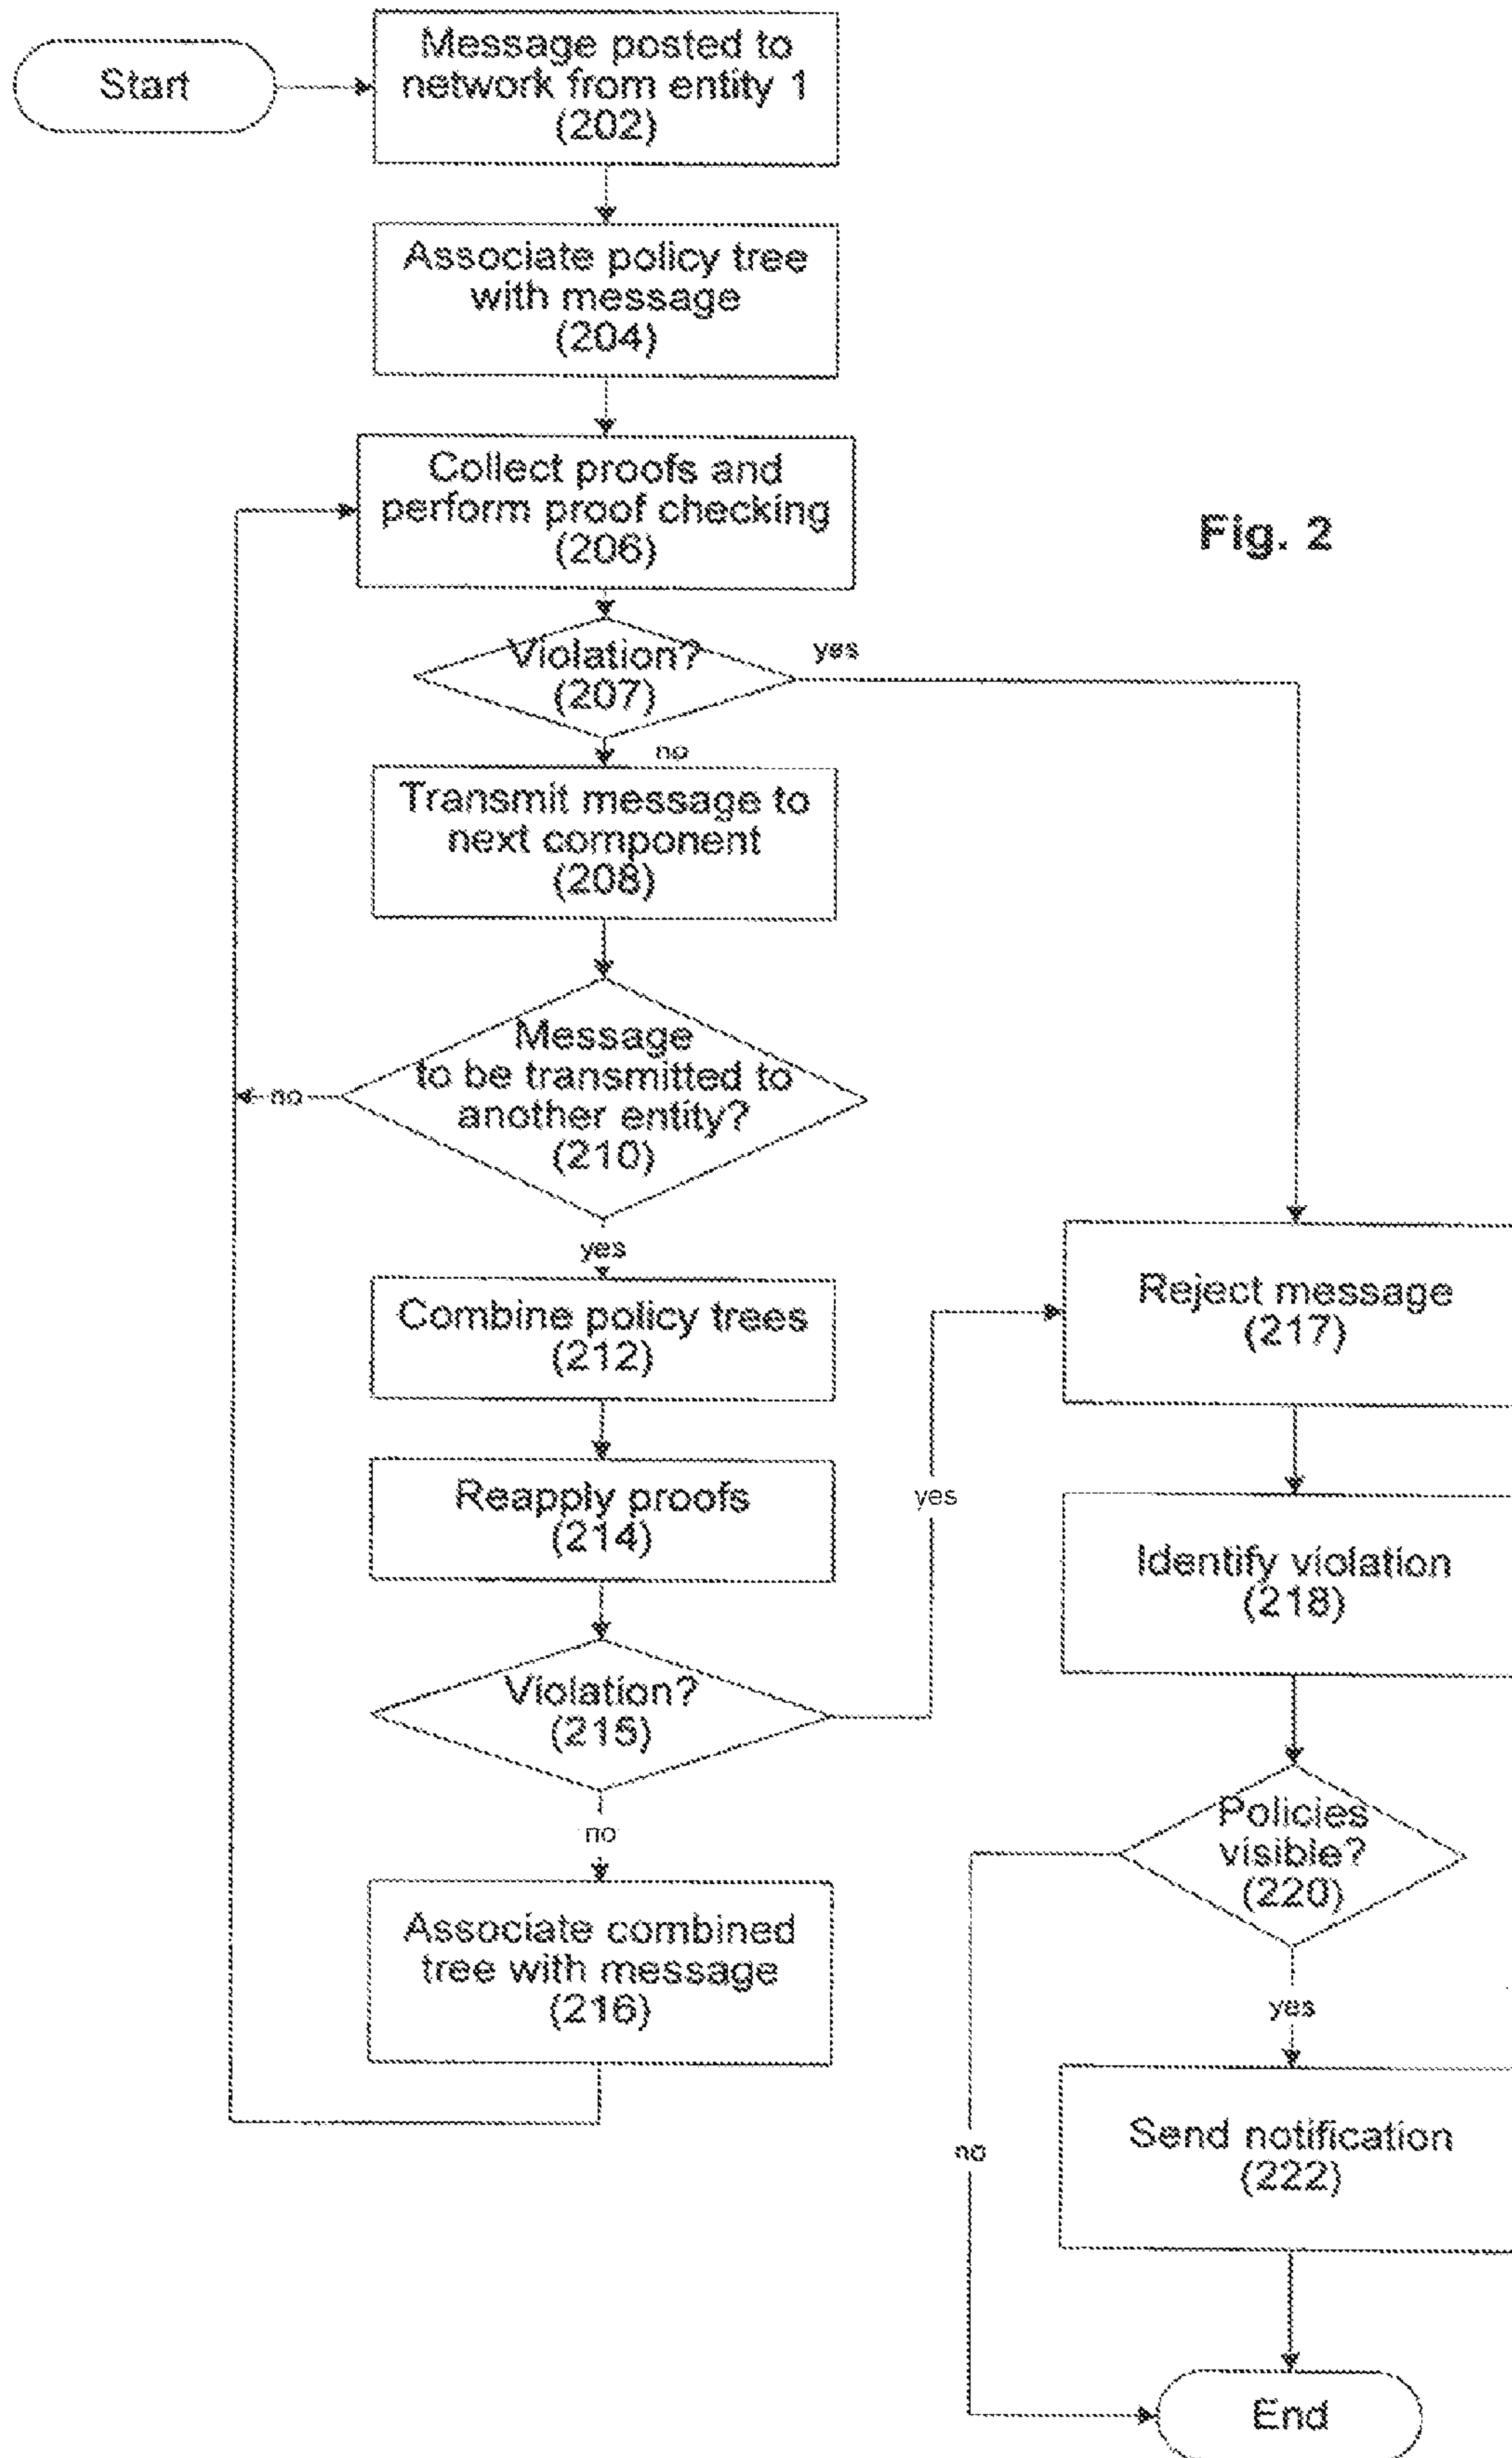 Start
Message posted to
network from entity 1
(202)
Associate policy tree
with message
(204)
Collect proofs and
perform proof checking
(206)
Fig. 2
Violation?
(207)
yes
no
Transmit message to
next component
(208)
Message
to be transmitted to
another entity?
(210)
no
yes
Combine policy trees
(212)
Reapply proofs
(214)
Violation?
(215)
yes
no
Associate combined
tree with message
(216)
Reject message
(217)
Identify violation
(218)
Policies
visible?
(220)
yes
no
Send notification
(222)
End